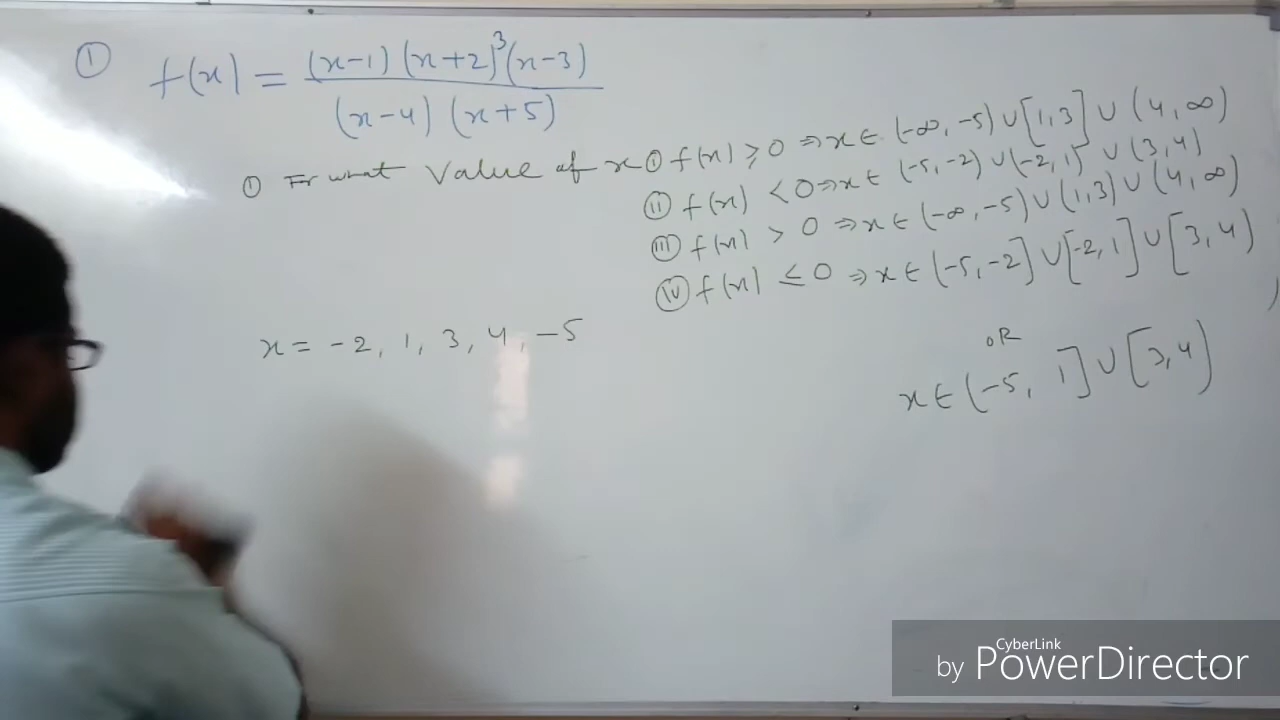 ① f(x) = (x-1) (x+2)³(x-3)
(x-4) (x+5)
① For what Value of x ① f(x) ≥ 0 ⇒ x ∈ (-∞, -5) ∪ [1,3] ∪ (4, ∞)
② f(x) < 0 ⇒ x ∈ (-5, -2) ∪ (-2, 1) ∪ (3,4)
③ f(x) > 0 ⇒ x ∈ (-∞, -5) ∪ (1,3) ∪ (4, ∞)
④ f(x) ≤ 0 ⇒ x ∈ (-5, -2] ∪ [-2, 1] ∪ [3, 4)
x = -2, 1, 3, 4, -5
OR
x ∈ (-5, 1] ∪ [3, 4)
by CyberLink PowerDirector